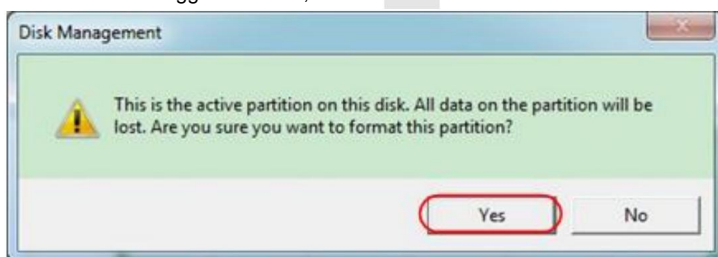 Disk Management
This is the active partition on this disk. All data on the partition will be
lost. Are you sure you want to format this partition?
Yes No